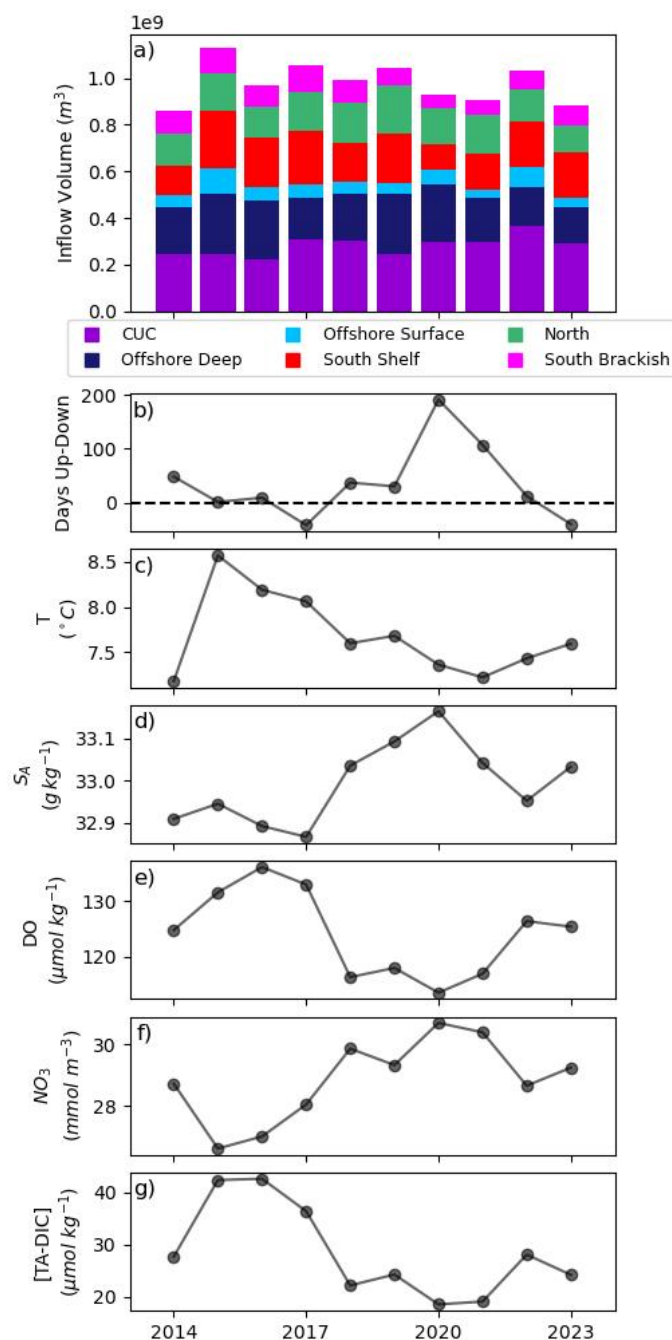 1e9
a)
1.0
0.8
0.6
0.4
0.2
0.0
Inflow Volume (m³)
CUC Offshore Surface North
Offshore Deep South Shelf South Brackish
b)
200
100
0
Days Up-Down
c)
8.5
8.0
7.5
T
(°C)
d)
33.1
33.0
32.9
S_A
(g kg⁻¹)
e)
130
120
DO
(µmol kg⁻¹)
f)
30
28
NO₃
(mmol m⁻³)
g)
40
30
20
[TA-DIC]
(µmol kg⁻¹)
2014 2017 2020 2023